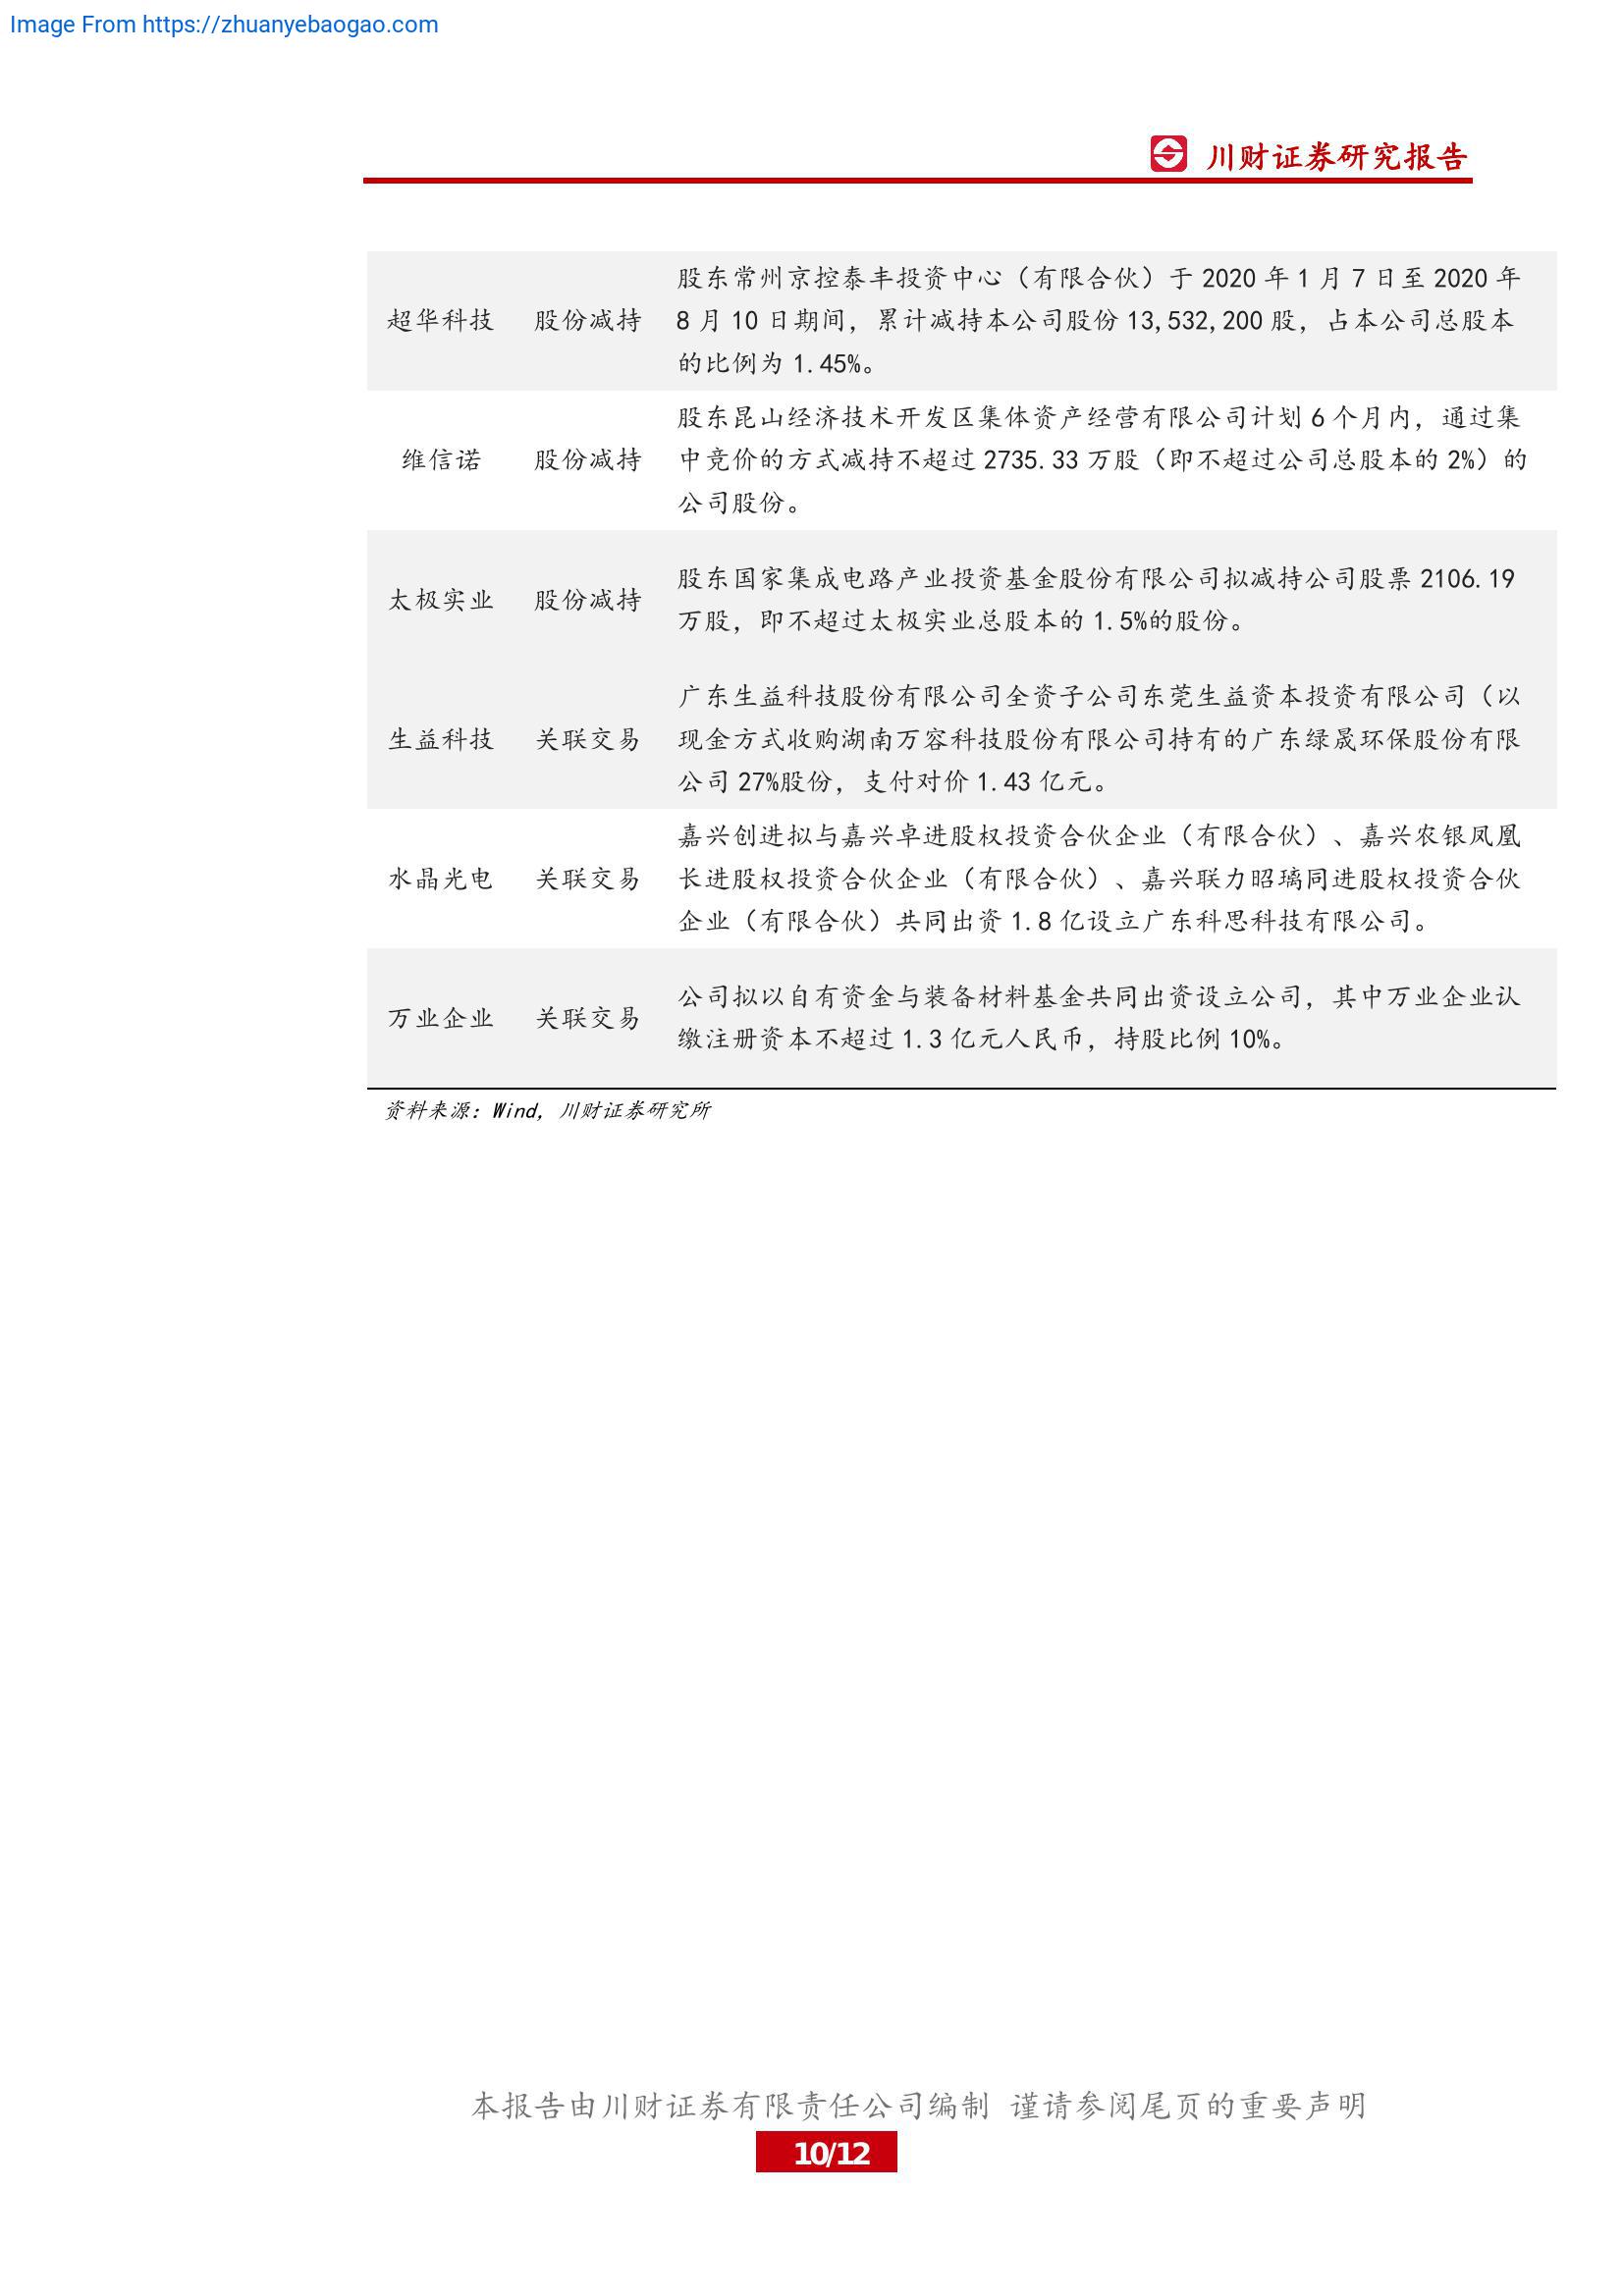 Image From https://zhuanyebaogao.com
川财证券研究报告
股东常州京控泰丰投资中心（有限合伙）于 2020 年 1 月 7 日至 2020 年
超华科技 股份减持 8 月 10 日期间，累计减持本公司股份 13,532,200 股，占本公司总股本
的比例为 1.45%。
股东昆山经济技术开发区集体资产经营有限公司计划 6 个月内，通过集
维信诺 股份减持 中竞价的方式减持不超过 2735.33 万股（即不超过公司总股本的 2%）的
公司股份。
股东国家集成电路产业投资基金股份有限公司拟减持公司股票 2106.19
太极实业 股份减持
万股，即不超过太极实业总股本的 1.5%的股份。
广东生益科技股份有限公司全资子公司东莞生益资本投资有限公司（以
生益科技 关联交易 现金方式收购湖南万容科技股份有限公司持有的广东绿晟环保股份有限
公司 27%股份，支付对价 1.43 亿元。
嘉兴创进拟与嘉兴卓进股权投资合伙企业（有限合伙）、嘉兴农银凤凰
水晶光电 关联交易 长进股权投资合伙企业（有限合伙）、嘉兴联力昭璃同进股权投资合伙
企业（有限合伙）共同出资 1.8 亿设立广东科思科技有限公司。
公司拟以自有资金与装备材料基金共同出资设立公司，其中万业企业认
万业企业 关联交易
缴注册资本不超过 1.3 亿元人民币，持股比例 10%。
资料来源：Wind，川财证券研究所
本报告由川财证券有限责任公司编制 谨请参阅尾页的重要声明
10/12